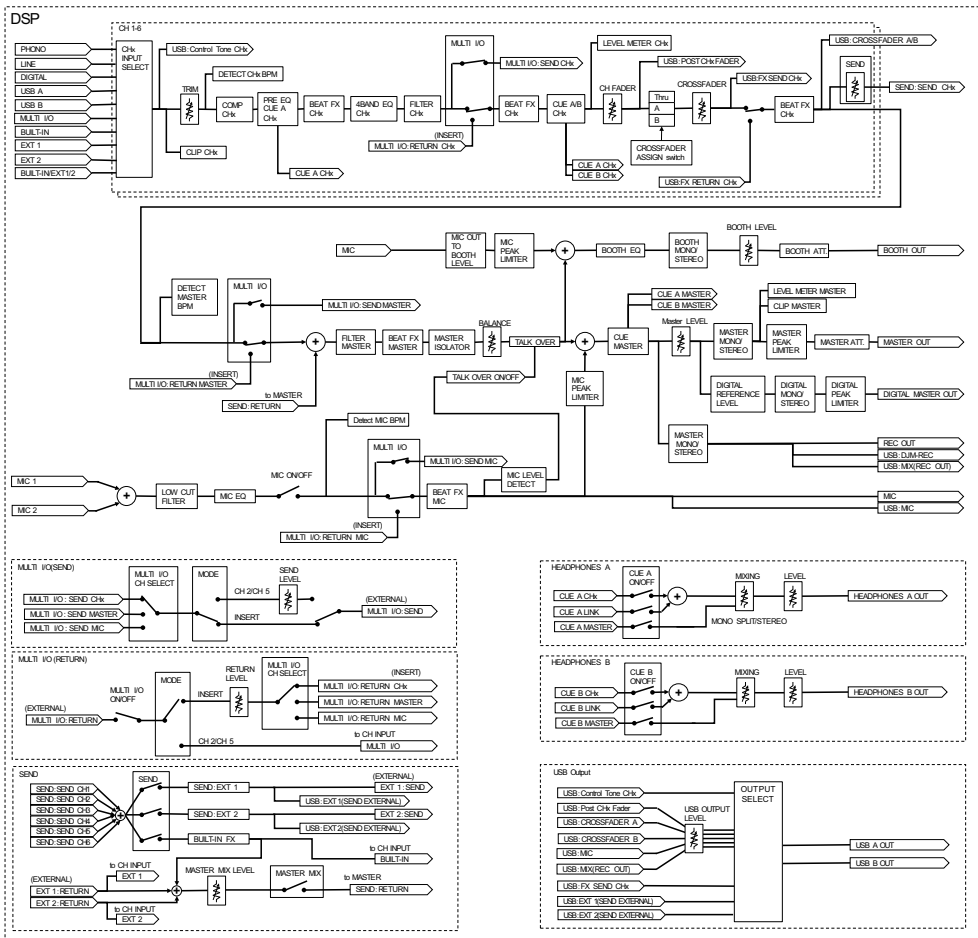 DSP
CH 1-6
PHONO
LINE
DIGITAL
USB A
USB B
MULTI I/O
BUILT-IN
EXT 1
EXT 2
BUILT-IN/EXT1/2
CHx
INPUT
SELECT
USB:Control Tone CHx
DETECT CHx BPM
TRIM
CLIP CHx
COMP
CHx
PRE EQ
CUE A
CHx
CUE A CHx
BEAT FX
CHx
4BAND EQ
CHx
FILTER
CHx
MULTI I/O
MULTI I/O: SEND CHx
(INSERT)
MULTI I/O: RETURN CHx
BEAT FX
CHx
CUE A/B
CHx
LEVEL METER CHx
CUE A CHx
CUE B CHx
CH FADER
USB:POST CHx FADER
Thru
A
B
CROSSFADER
ASSIGN switch
CROSSFADER
USB:FX SEND CHx
USB:FX RETURN CHx
BEAT FX
CHx
USB:CROSSFADER A/B
SEND
SEND: SEND CHx
MIC
MIC OUT
TO
BOOTH
LEVEL
MIC
PEAK
LIMITER
+
BOOTH EQ
BOOTH
MONO/
STEREO
BOOTH LEVEL
BOOTH ATT.
BOOTH OUT
DETECT
MASTER
BPM
MULTI I/O
MULTI I/O: SEND MASTER
(INSERT)
MULTI I/O: RETURN MASTER
to MASTER
SEND: RETURN
+
FILTER
MASTER
BEAT FX
MASTER
MASTER
ISOLATOR
BALANCE
TALK OVER
TALK OVER ON/OFF
+
MIC
PEAK
LIMITER
CUE
MASTER
CUE A MASTER
CUE B MASTER
Master LEVEL
MASTER
MONO/
STEREO
LEVEL METER MASTER
CLIP MASTER
MASTER
PEAK
LIMITER
MASTER ATT.
MASTER OUT
DIGITAL
REFERENCE
LEVEL
DIGITAL
MONO/
STEREO
DIGITAL
PEAK
LIMITER
DIGITAL MASTER OUT
MASTER
MONO/
STEREO
REC OUT
USB: DJM-REC
USB: MIX(REC OUT)
MIC 1
MIC 2
+
LOW CUT
FILTER
MIC EQ
MIC ON/OFF
Detect MIC BPM
MULTI I/O
MULTI I/O: SEND MIC
(INSERT)
MULTI I/O: RETURN MIC
BEAT FX
MIC
MIC LEVEL
DETECT
MIC
USB: MIC
MULTI I/O(SEND)
MULTI I/O : SEND CHx
MULTI I/O : SEND MASTER
MULTI I/O : SEND MIC
MULTI I/O
CH SELECT
MODE
CH 2/CH 5
INSERT
SEND
LEVEL
(EXTERNAL)
MULTI I/O: SEND
MULTI I/O (RETURN)
(EXTERNAL)
MULTI I/O: RETURN
MULTI I/O
ON/OFF
MODE
INSERT
CH 2/CH 5
RETURN
LEVEL
MULTI I/O
CH SELECT
(INSERT)
MULTI I/O: RETURN CHx
MULTI I/O: RETURN MASTER
MULTI I/O: RETURN MIC
to CH INPUT
MULTI I/O
SEND
SEND: SEND CH1
SEND: SEND CH2
SEND: SEND CH3
SEND: SEND CH4
SEND: SEND CH5
SEND: SEND CH6
+
SEND
SEND: EXT 1
SEND: EXT 2
BUILT-IN FX
(EXTERNAL)
EXT 1:SEND
USB: EXT1(SEND EXTERNAL)
EXT 2:SEND
USB: EXT2(SEND EXTERNAL)
to CH INPUT
BUILT-IN
to CH INPUT
EXT 1
(EXTERNAL)
EXT 1: RETURN
EXT 2: RETURN
to CH INPUT
EXT 2
+
MASTER MIX LEVEL
MASTER MIX
to MASTER
SEND: RETURN
HEADPHONES A
CUE A CHx
CUE A LINK
CUE A MASTER
CUE A
ON/OFF
+
MIXING
LEVEL
MONO SPLIT/STEREO
HEADPHONES A OUT
HEADPHONES B
CUE B CHx
CUE B LINK
CUE B MASTER
CUE B
ON/OFF
+
MIXING
LEVEL
HEADPHONES B OUT
USB Output
USB: Control Tone CHx
USB: Post CHx Fader
USB: CROSSFADER A
USB: CROSSFADER B
USB: MIC
USB: MIX(REC OUT)
USB: FX SEND CHx
USB: EXT 1(SEND EXTERNAL)
USB: EXT 2(SEND EXTERNAL)
USB OUTPUT
LEVEL
OUTPUT
SELECT
USB A OUT
USB B OUT